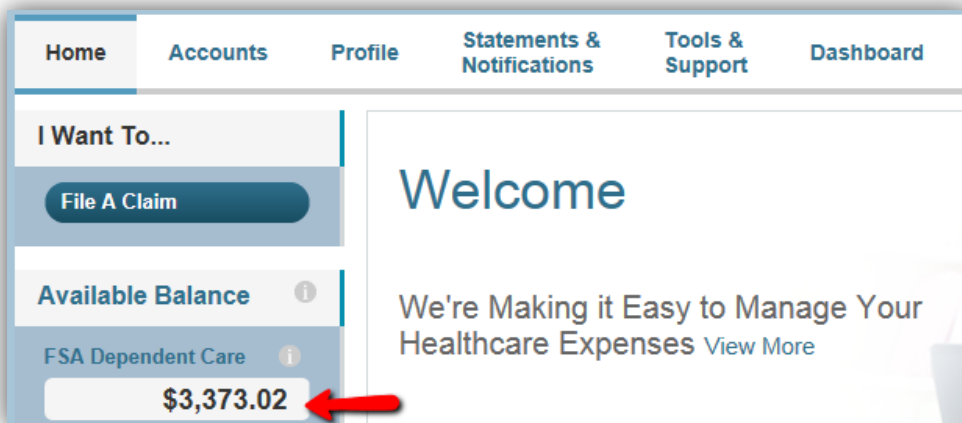 Home
Accounts
Profile
Statements &
Notifications
Tools &
Support
Dashboard
I Want To...
File A Claim
Available Balance
FSA Dependent Care
$3,373.02
Welcome
We're Making it Easy to Manage Your
Healthcare Expenses View More